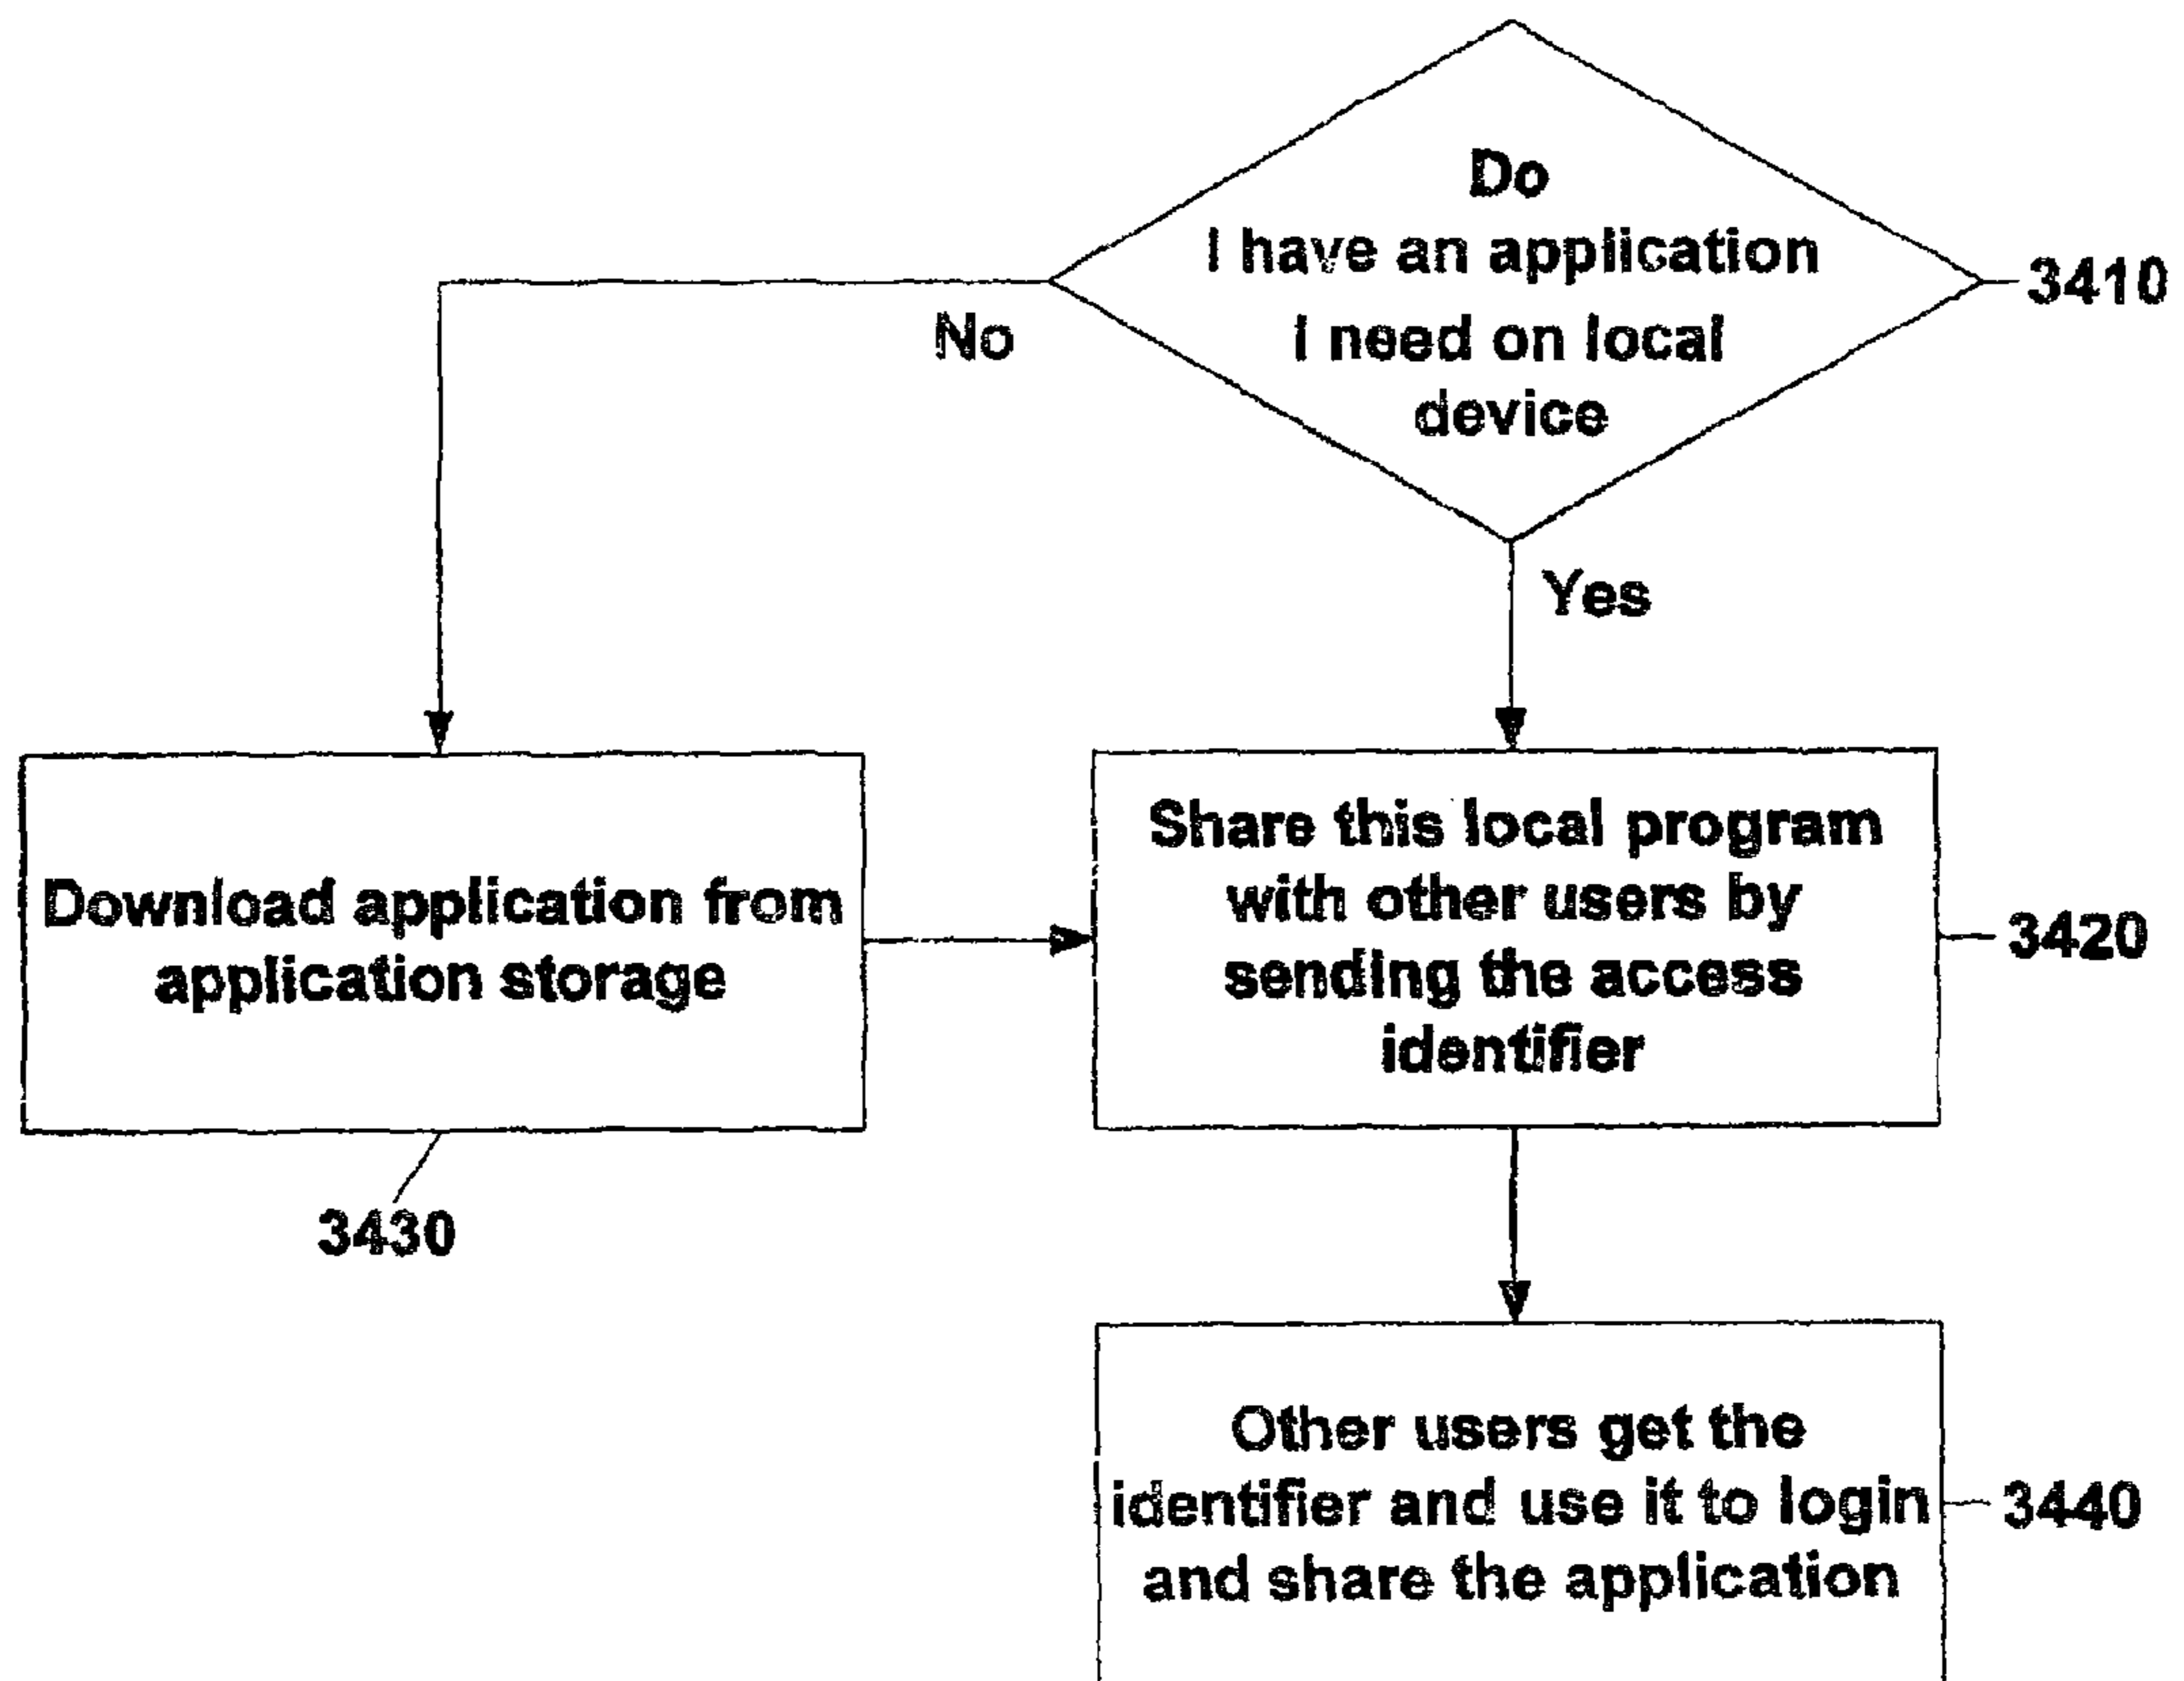 Do
I have an application
I need on local
device
3410
No
Yes
Download application from
application storage
3430
Share this local program
with other users by
sending the access
identifier
3420
Other users get the
identifier and use it to login
and share the application
3440